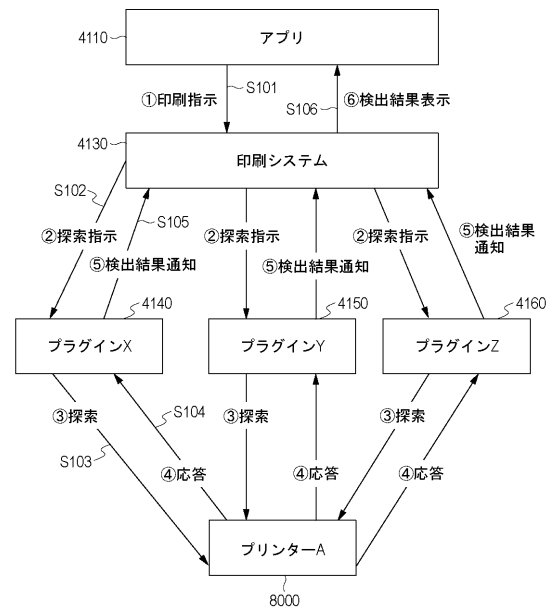 4110
アプリ
S101
①印刷指示
S106
⑥検出結果表示
4130
印刷システム
S102
S105
②探索指示
②探索指示
②探索指示
⑤検出結果
通知
⑤検出結果通知
⑤検出結果通知
4140
4150
4160
プラグインX
プラグインY
プラグインZ
S104
③探索
③探索
③探索
S103
④応答
④応答
④応答
プリンターA
8000